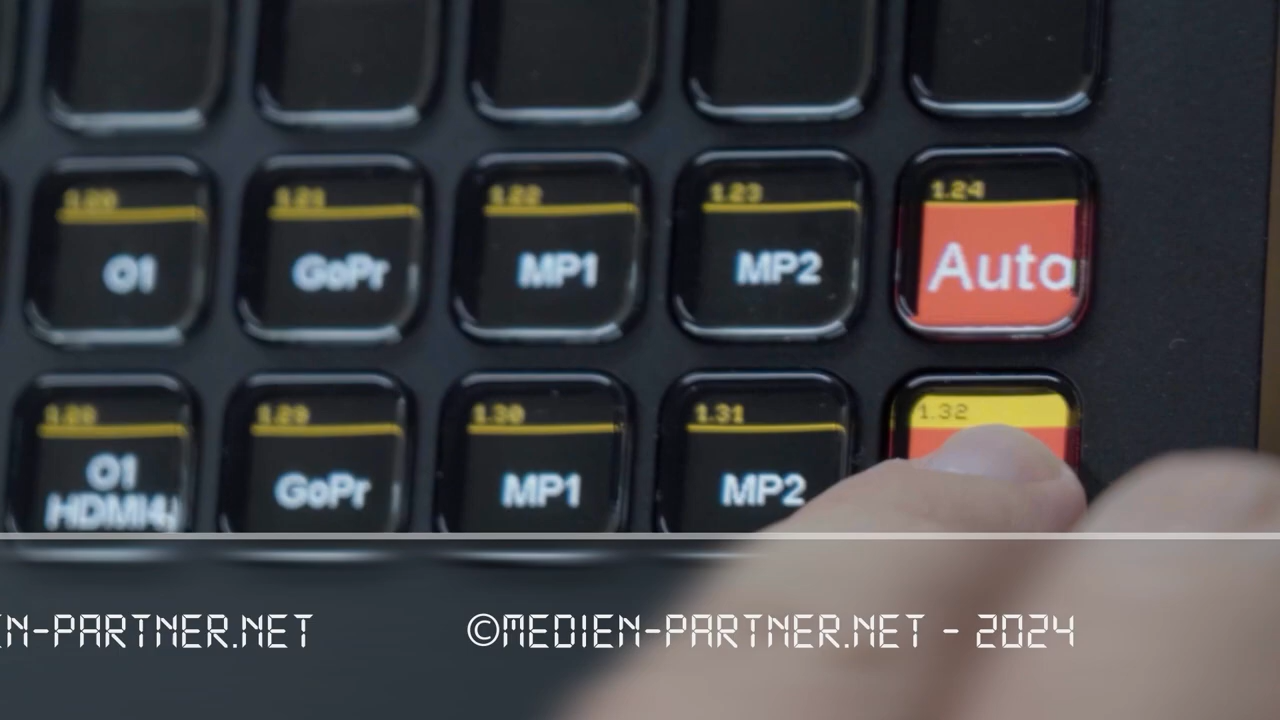 1.20 1.21 1.22 1.23 1.24
O1 GoPr MP1 MP2 Auto
1.28 1.29 1.30 1.31 1.32
O1 GoPr MP1 MP2
HDMI4
EN-PARTNER.NET ©MEDIEN-PARTNER.NET - 2024